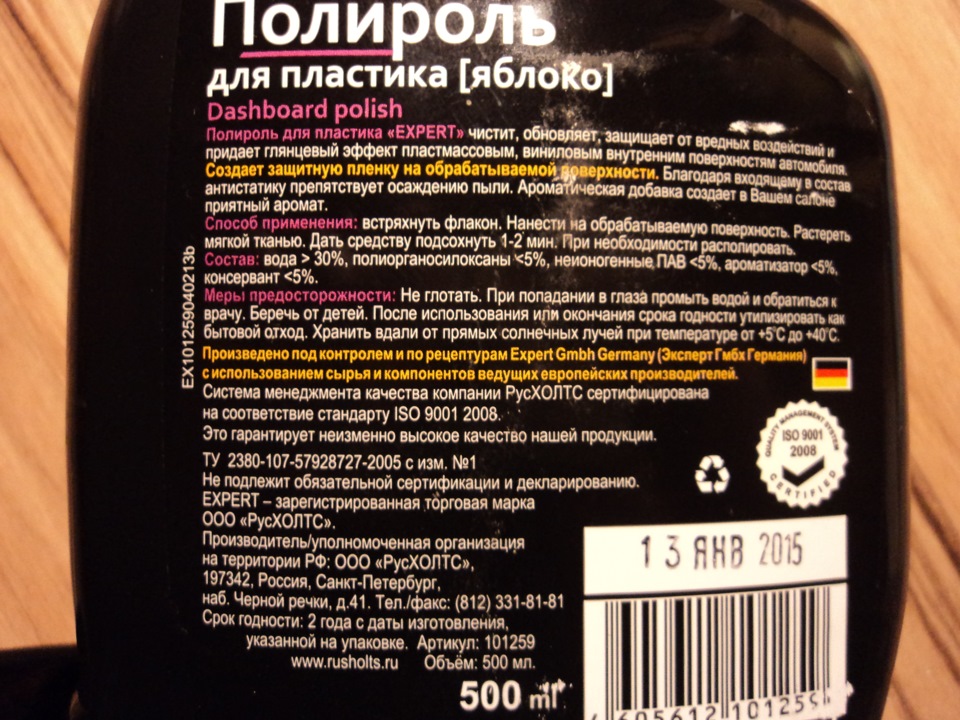 Полироль
для пластика [яблоко]
Dashboard polish
Полироль для пластика «EXPERT» чистит, обновляет, защищает от вредных воздействий и
придает глянцевый эффект пластмассовым, виниловым внутренним поверхностям автомобиля.
Создает защитную пленку на обрабатываемой поверхности. Благодаря входящему в состав
антистатику препятствует осаждению пыли. Ароматическая добавка создает в Вашем салоне
приятный аромат.
Способ применения: встряхнуть флакон. Нанести на обрабатываемую поверхность. Растереть
мягкой тканью. Дать средству подсохнуть 1-2 мин. При необходимости располировать.
Состав: вода > 30%, полиорганосилоксаны <5%, неионогенные ПАВ <5%, ароматизатор <5%,
консервант <5%.
Меры предосторожности: Не глотать. При попадании в глаза промыть водой и обратиться к
врачу. Беречь от детей. После использования или окончания срока годности утилизировать как
бытовой отход. Хранить вдали от прямых солнечных лучей при температуре от +5°C до +40°C.
Произведено под контролем и по рецептурам Expert Gmbh Germany (Эксперт Гмбх Германия)
с использованием сырья и компонентов ведущих европейских производителей.
Система менеджмента качества компании РусХОЛТС сертифицирована
на соответствие стандарту ISO 9001 2008.
Это гарантирует неизменно высокое качество нашей продукции.
ТУ 2380-107-57928727-2005 с изм. №1
Не подлежит обязательной сертификации и декларированию.
EXPERT – зарегистрированная торговая марка
ООО «РусХОЛТС».
Производитель/уполномоченная организация
на территории РФ: ООО «РусХОЛТС»,
197342, Россия, Санкт-Петербург,
наб. Черной речки, д.41. Тел./факс: (812) 331-81-81
Срок годности: 2 года с даты изготовления,
указанной на упаковке. Артикул: 101259
www.rusholts.ru Объём: 500 мл.
500 ml
EX101259040213b
QUALITY MANAGEMENT SYSTEM
ISO 9001
2008
CERTIFIED
13 ЯНВ 2015
4 605612 101259